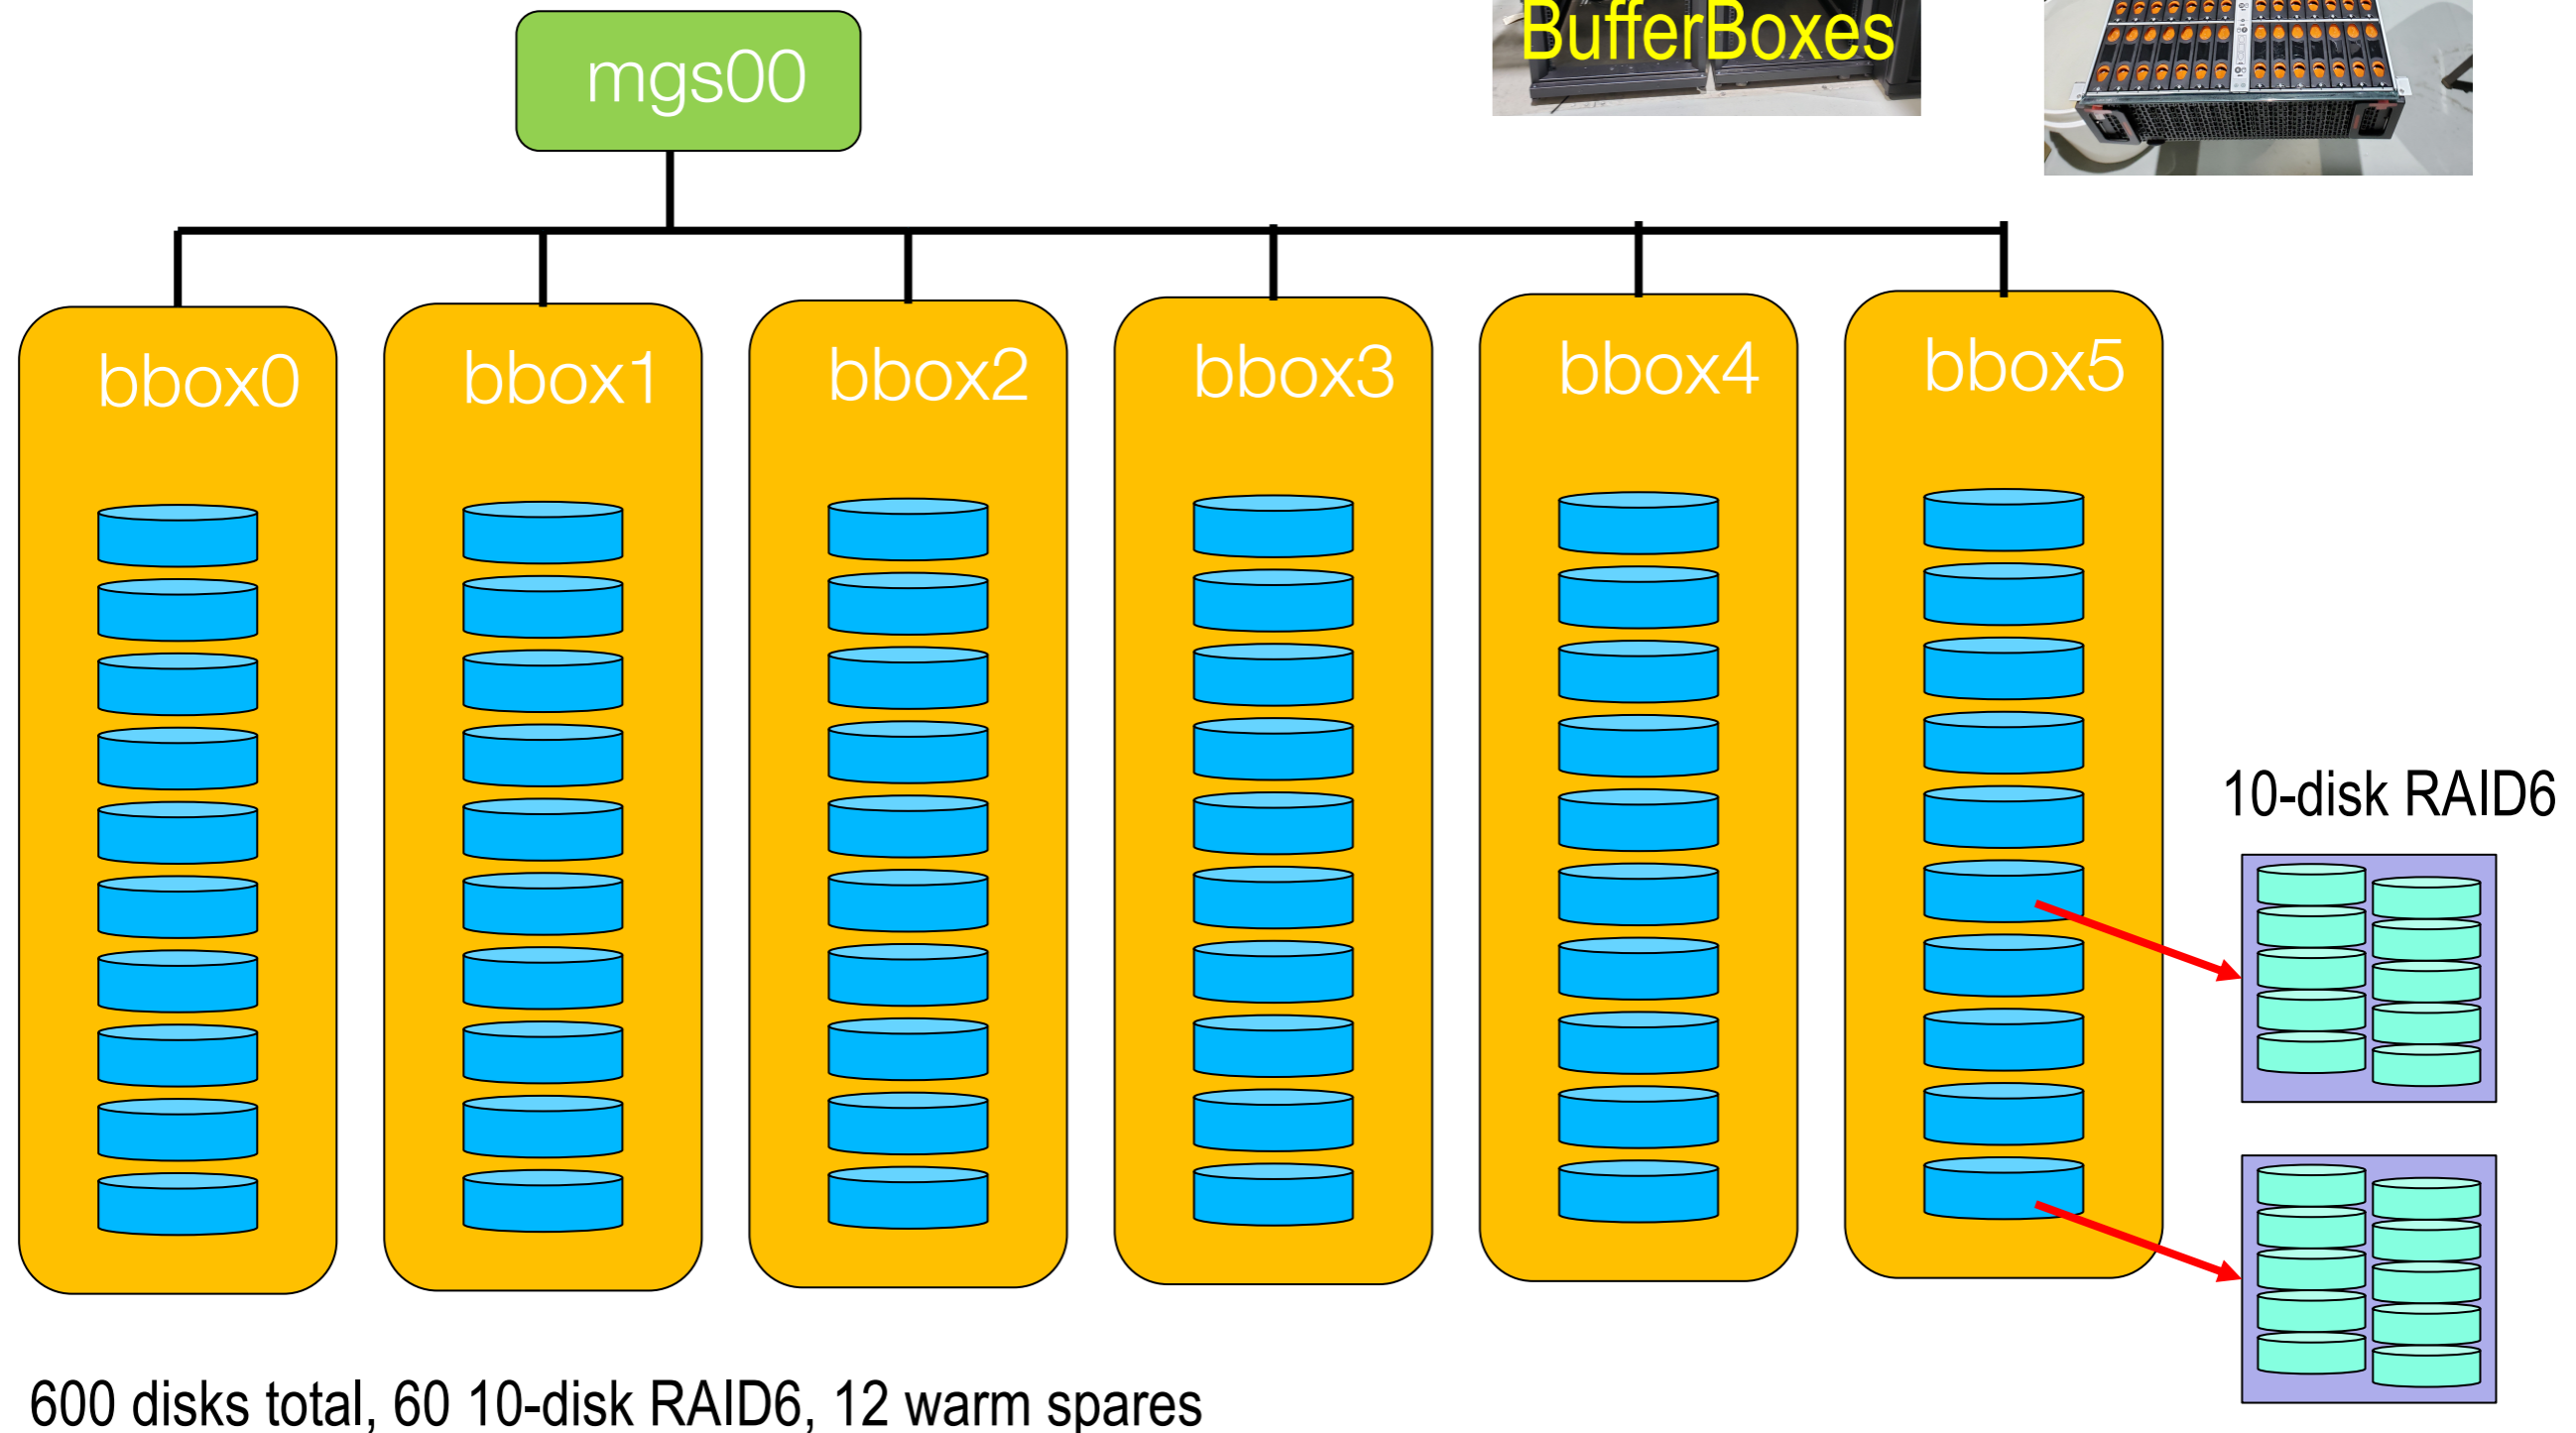 BufferBoxes
mgs00
bbox0
bbox1
bbox2
bbox3
bbox4
bbox5
10-disk RAID6
600 disks total, 60 10-disk RAID6, 12 warm spares